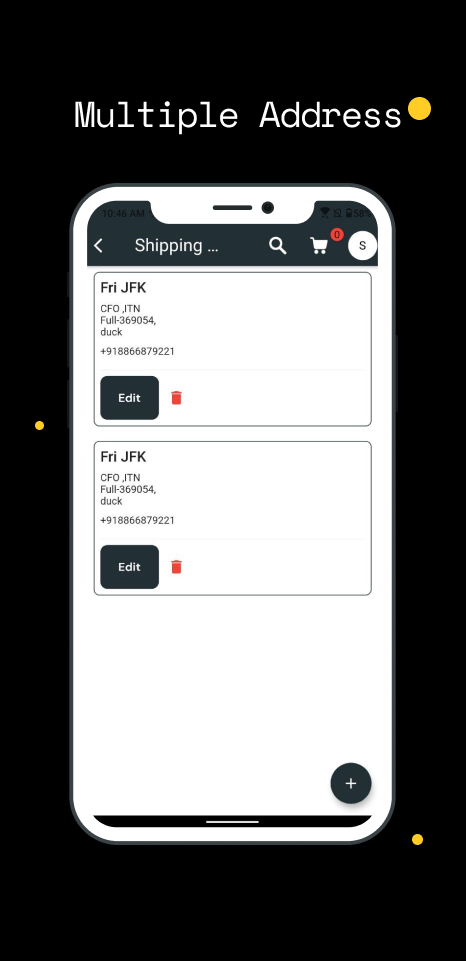 Multiple Address
10:46 AM 58%
Shipping ... 0 S
Fri JFK
CFO ,ITN
Full-369054,
duck
+918866879221
Edit
Fri JFK
CFO ,ITN
Full-369054,
duck
+918866879221
Edit
+